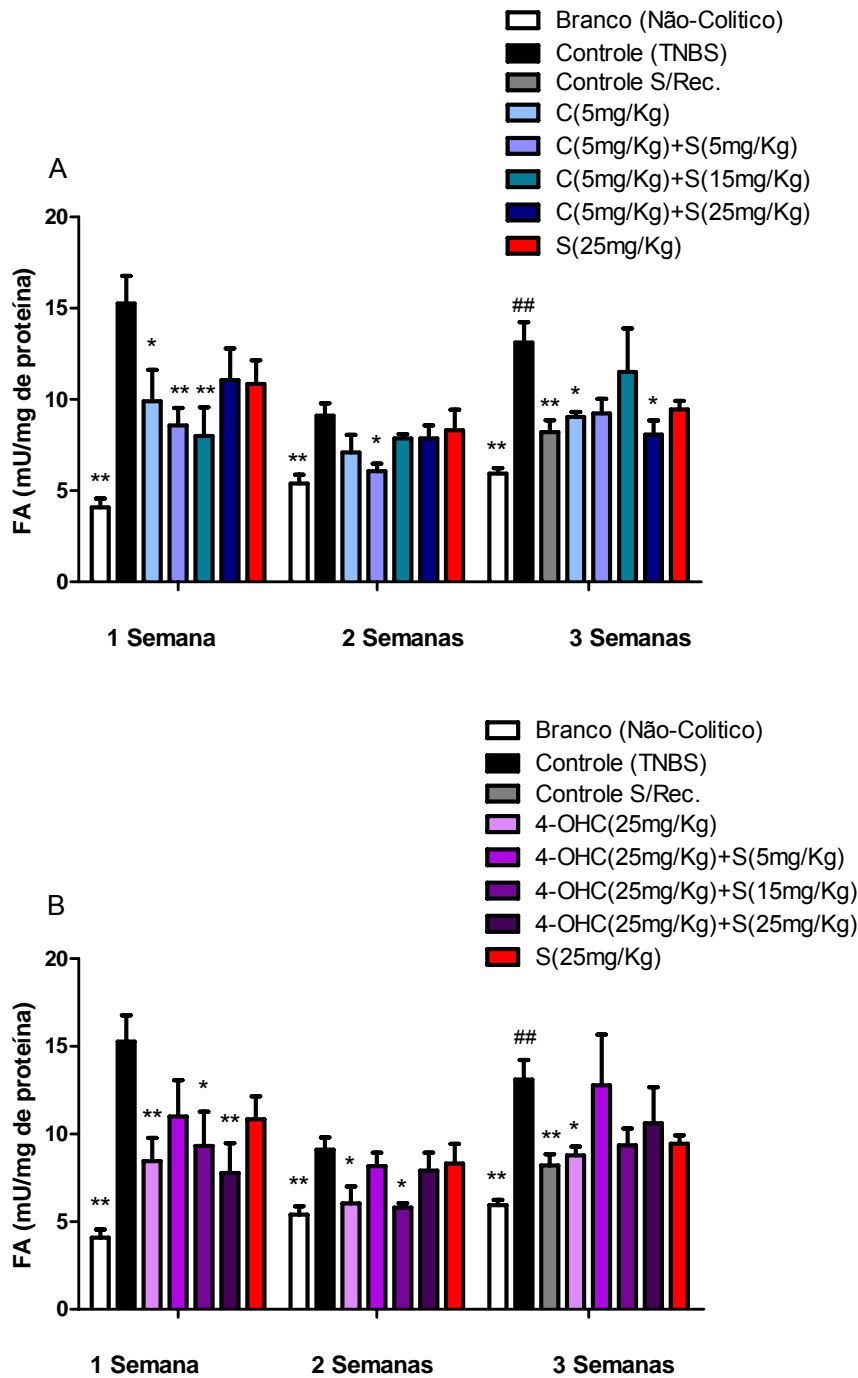 Branco (Não-Colitico)
Controle (TNBS)
Controle S/Rec.
C(5mg/Kg)
C(5mg/Kg)+S(5mg/Kg)
C(5mg/Kg)+S(15mg/Kg)
C(5mg/Kg)+S(25mg/Kg)
S(25mg/Kg)
A
FA (mU/mg de proteína)
20
15
10
5
0
**
*
**
**
**
*
**
##
**
*
*
1 Semana
2 Semanas
3 Semanas
Branco (Não-Colitico)
Controle (TNBS)
Controle S/Rec.
4-OHC(25mg/Kg)
4-OHC(25mg/Kg)+S(5mg/Kg)
4-OHC(25mg/Kg)+S(15mg/Kg)
4-OHC(25mg/Kg)+S(25mg/Kg)
S(25mg/Kg)
B
FA (mU/mg de proteína)
20
15
10
5
0
**
**
*
**
**
*
*
**
##
**
*
1 Semana
2 Semanas
3 Semanas